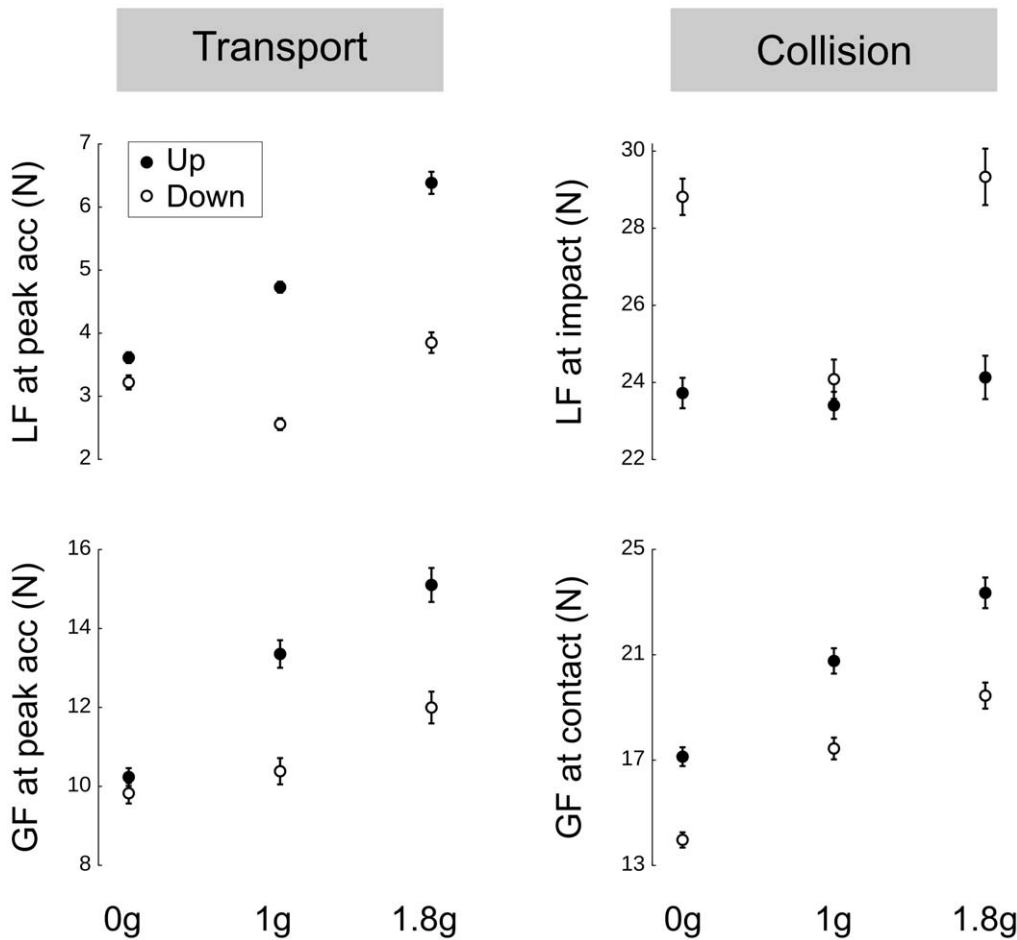 Transport
Collision
LF at peak acc (N)
7
6
5
4
3
2
Up
Down
LF at impact (N)
30
28
26
24
22
GF at peak acc (N)
16
14
12
10
8
GF at contact (N)
25
21
17
13
0g 1g 1.8g
0g 1g 1.8g